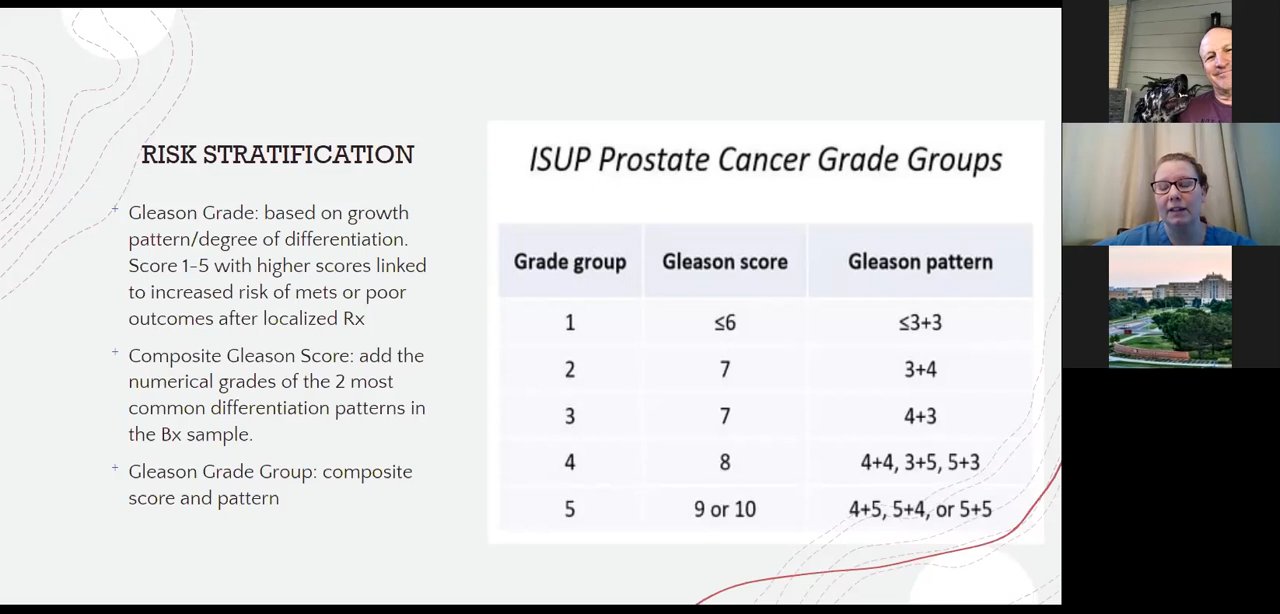 RISK STRATIFICATION
Gleason Grade: based on growth
pattern/degree of differentiation.
Score 1-5 with higher scores linked
to increased risk of mets or poor
outcomes after localized Rx
Composite Gleason Score: add the
numerical grades of the 2 most
common differentiation patterns in
the Bx sample.
Gleason Grade Group: composite
score and pattern
ISUP Prostate Cancer Grade Groups
Grade group Gleason score Gleason pattern
1 ≤6 ≤3+3
2 7 3+4
3 7 4+3
4 8 4+4, 3+5, 5+3
5 9 or 10 4+5, 5+4, or 5+5